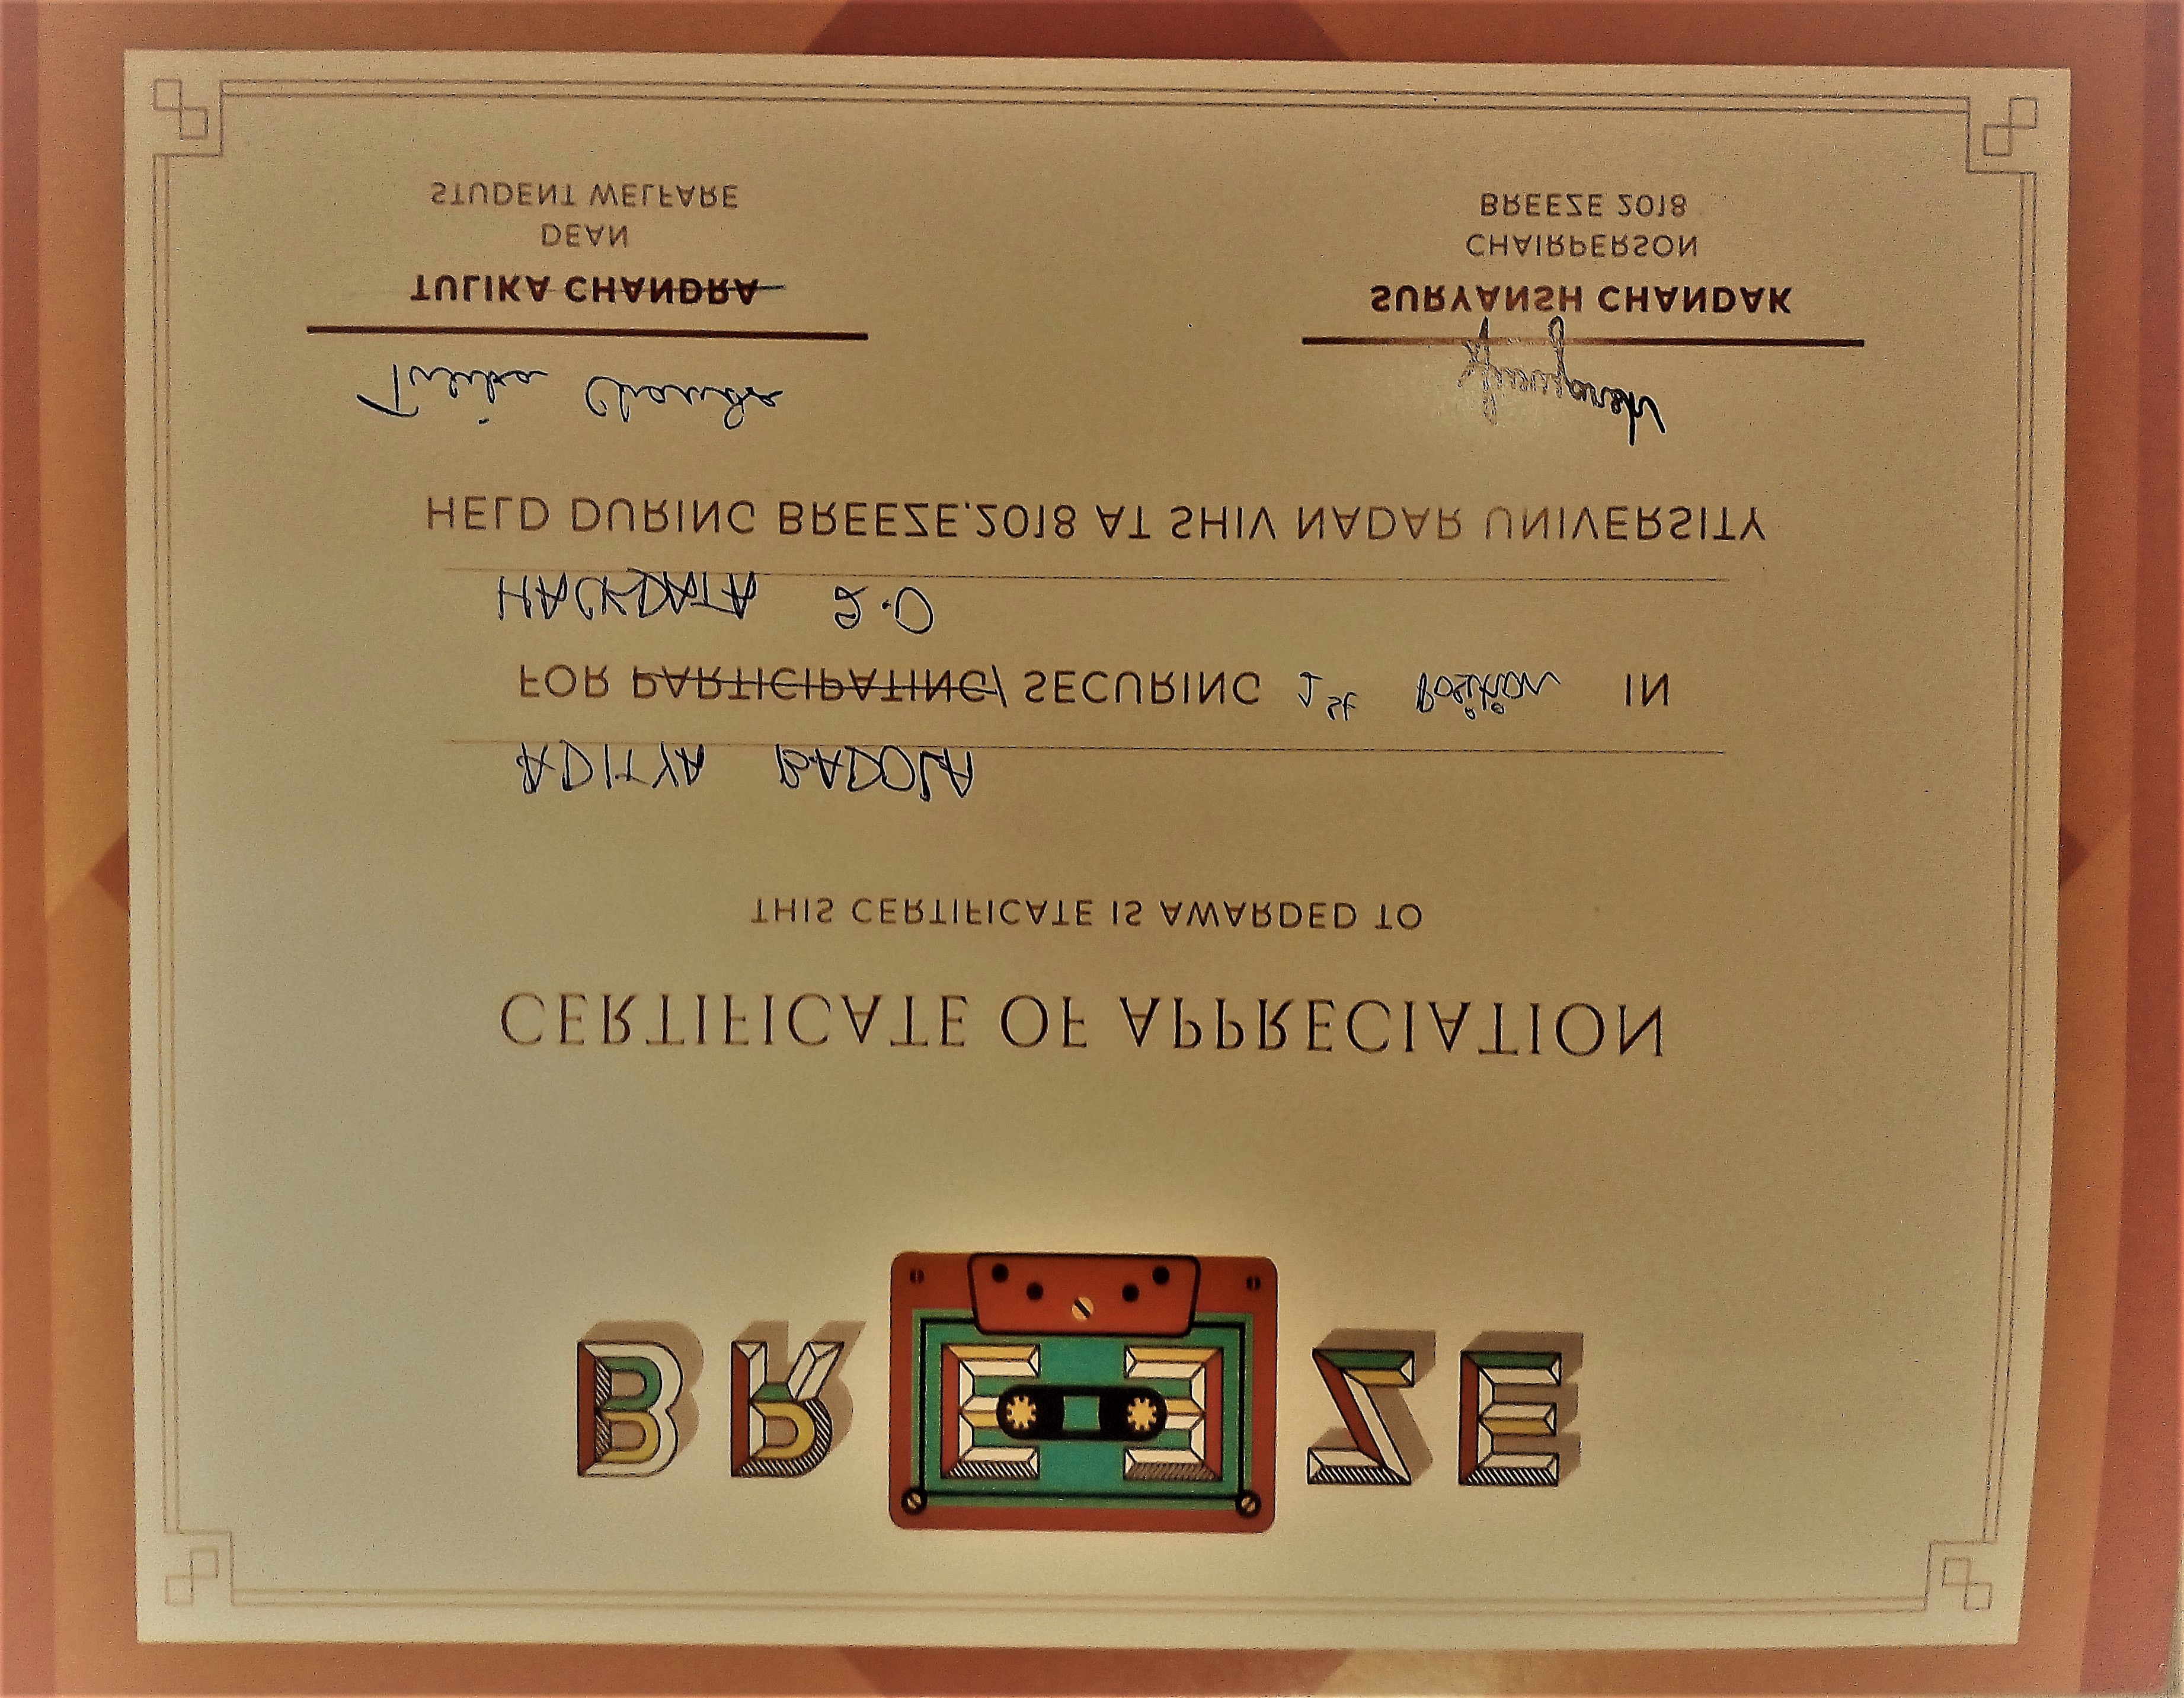 BREEZE
CERTIFICATE OF APPRECIATION
THIS CERTIFICATE IS AWARDED TO
ADITYA BADOLA
FOR PARTICIPATING/ SECURING 1st Position IN
HACKDATA 2.0
HELD DURING BREEZE'2018 AT SHIV NADAR UNIVERSITY
Tulika Chandra
Suryansh
TULIKA CHANDRA
DEAN
STUDENT WELFARE
SURYANSH CHANDAK
CHAIRPERSON
BREEZE 2018